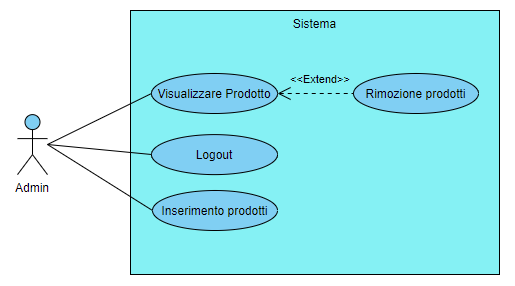 Sistema
<<Extend>>
Visualizzare Prodotto
Rimozione prodotti
Logout
Admin
Inserimento prodotti